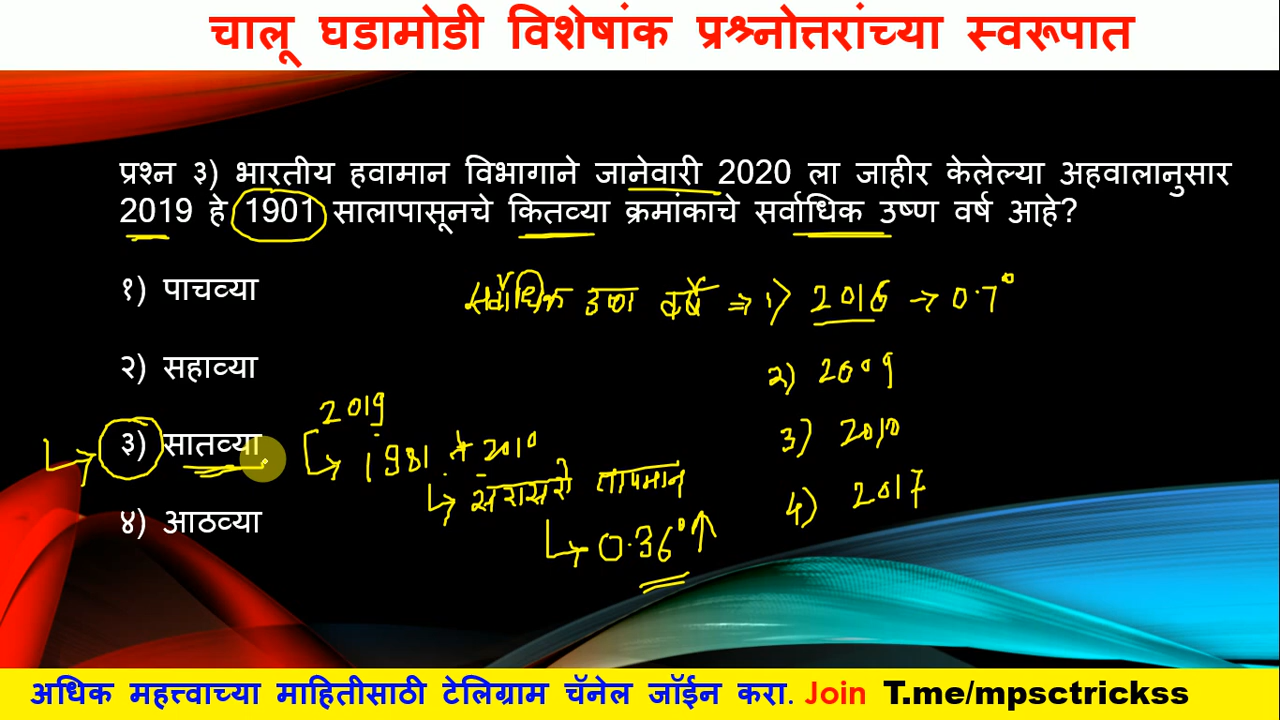 चालू घडामोडी विशेषांक प्रश्नोत्तरांच्या स्वरूपात
प्रश्न ३) भारतीय हवामान विभागाने जानेवारी 2020 ला जाहीर केलेल्या अहवालानुसार
2019 हे 1901 सालापासूनचे कितव्या क्रमांकाचे सर्वाधिक उष्ण वर्ष आहे?
१) पाचव्या
२) सहाव्या
३) सातव्या
४) आठव्या
सर्वाधिक उष्ण वर्षे ⇒ १) 2016 → 0.7°
२) 2009
3) 2010
4) 2017
2019
1981 ते 2010
सरासरी तापमान
0.36° ↑
अधिक महत्त्वाच्या माहितीसाठी टेलिग्राम चॅनेल जॉईन करा. Join T.me/mpsctrickss